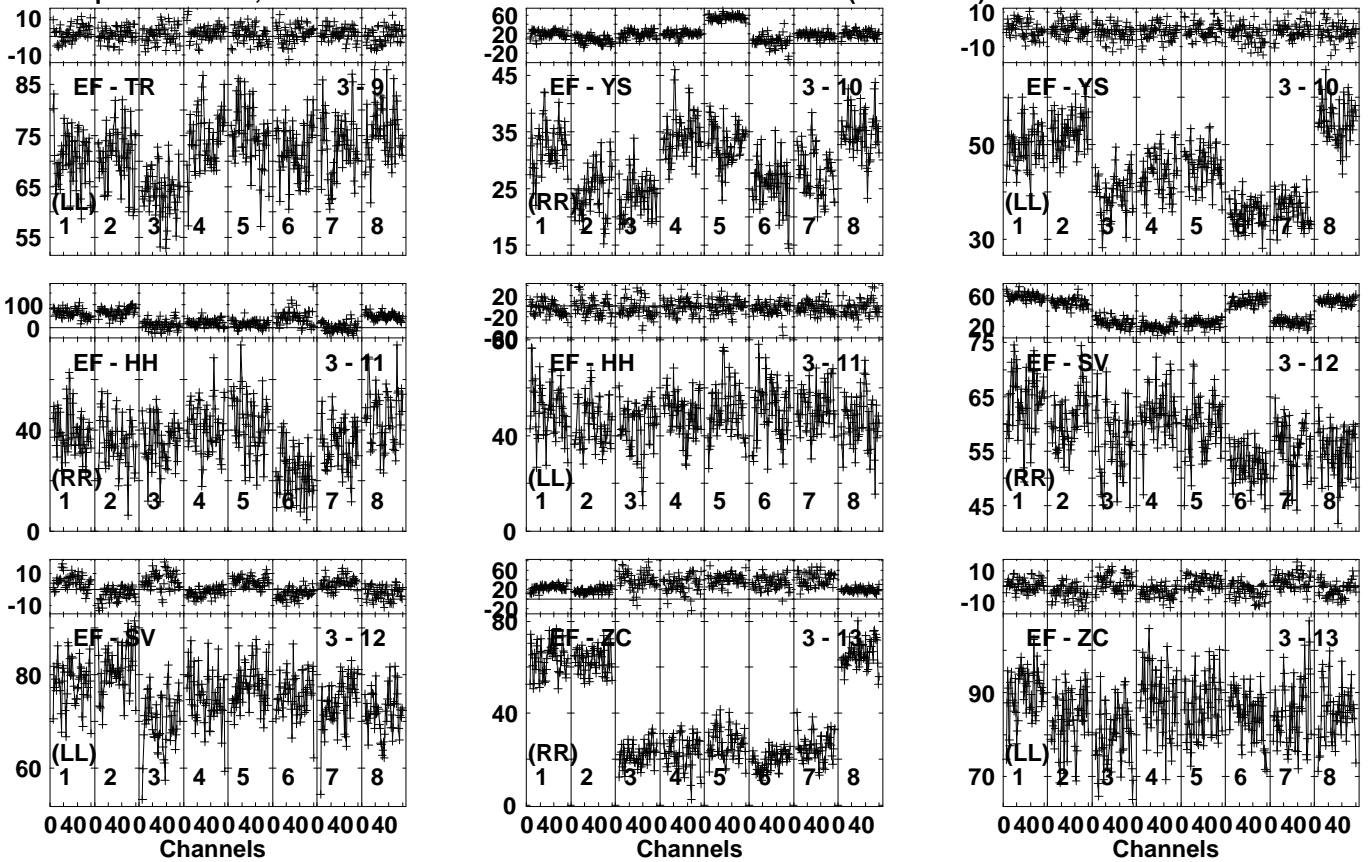 10 -10 60 20 -20 10 -10
85 EF - TR 3 - 9 45 EF - YS 3 - 10 EF - YS 3 - 10
75 35 50
65 25
(LL) (RR) (LL)
1 2 3 4 5 6 7 8 1 2 3 4 5 6 7 8 1 2 3 4 5 6 7 8
55 15 30
100 0 20 -20 -60 60 20
80 75
EF - HH 3 - 11 EF - HH 3 - 11 EF - SV 3 - 12
65
40 40 55
(RR) (LL) (RR)
1 2 3 4 5 6 7 8 1 2 3 4 5 6 7 8 1 2 3 4 5 6 7 8
0 0 45
10 -10 60 20 -20 10 -10
80
EF - SV 3 - 12 EF - ZC 3 - 13 EF - ZC 3 - 13
80 40 90
(LL) (RR) (LL)
1 2 3 4 5 6 7 8 1 2 3 4 5 6 7 8 1 2 3 4 5 6 7 8
60 0 70
0 40 0 40 0 40 0 40 0 40 0 40 0 40 0 40 0 40 0 40 0 40 0 40 0 40 0 40 0 40 0 40 0 40 0 40 0 40 0 40 0 40 0 40 0 40 0 40
Channels Channels Channels